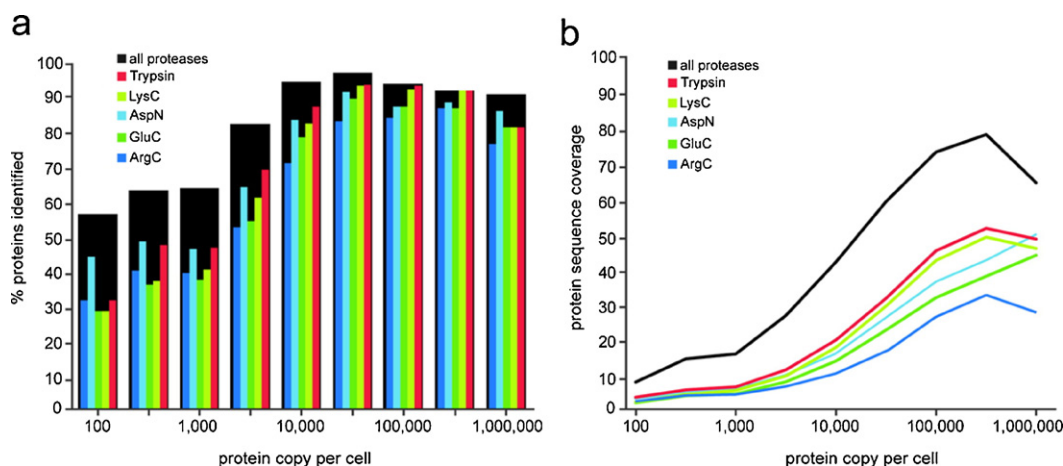 a
% proteins identified
100
90
80
70
60
50
40
30
20
10
0
all proteases
Trypsin
LysC
AspN
GluC
ArgC
100
1,000
10,000
100,000
1,000,000
protein copy per cell
b
protein sequence coverage
100
90
80
70
60
50
40
30
20
10
0
all proteases
Trypsin
LysC
AspN
GluC
ArgC
100
1,000
10,000
100,000
1,000,000
protein copy per cell